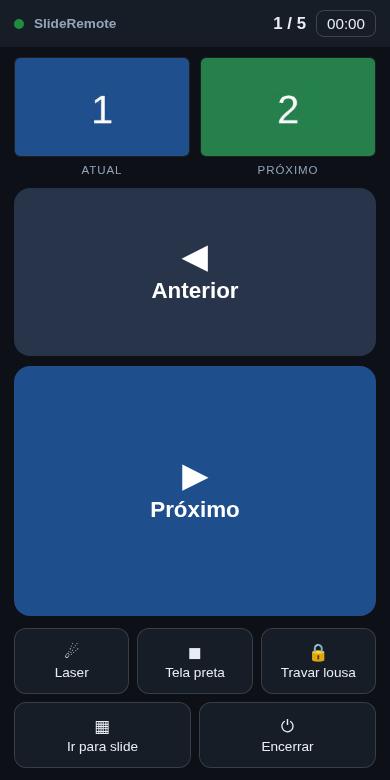 SlideRemote
1 / 5
00:00
1
2
ATUAL
PRÓXIMO
Anterior
Próximo
Laser
Tela preta
Travar lousa
Ir para slide
Encerrar